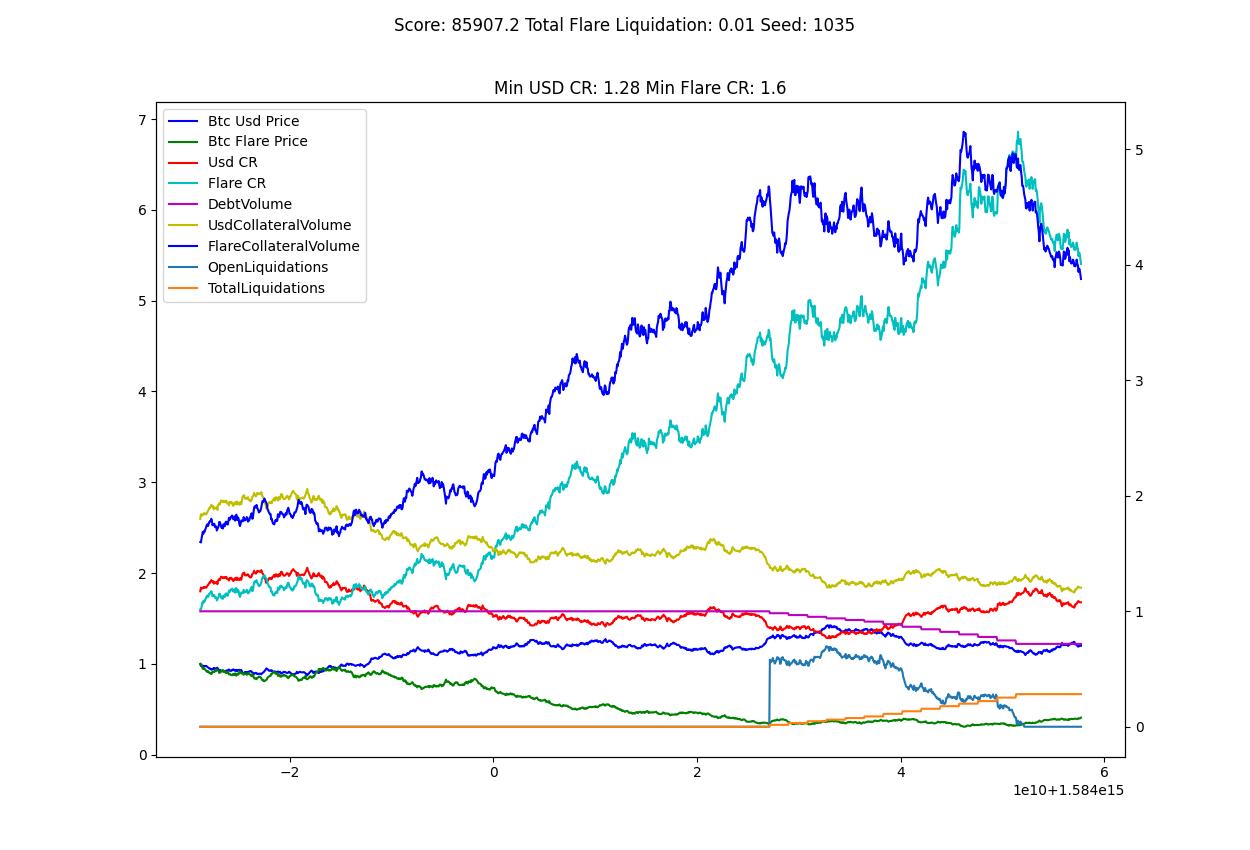 Score: 85907.2 Total Flare Liquidation: 0.01 Seed: 1035
Min USD CR: 1.28 Min Flare CR: 1.6
Btc Usd Price
Btc Flare Price
Usd CR
Flare CR
DebtVolume
UsdCollateralVolume
FlareCollateralVolume
OpenLiquidations
TotalLiquidations
7
6
5
4
3
2
1
0
5
4
3
2
1
0
−2
0
2
4
6
1e10+1.584e15